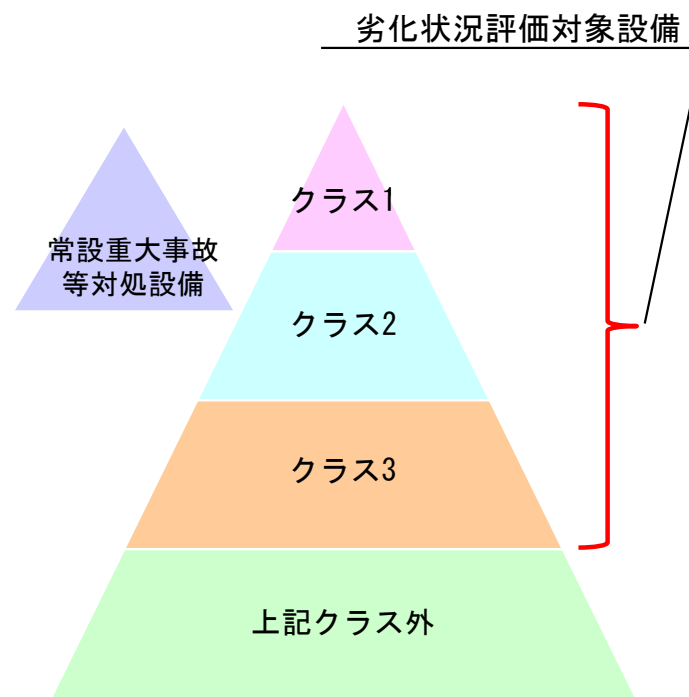 劣化状況評価対象設備
クラス1
常設重大事故
等対処設備
クラス2
クラス3
上記クラス外